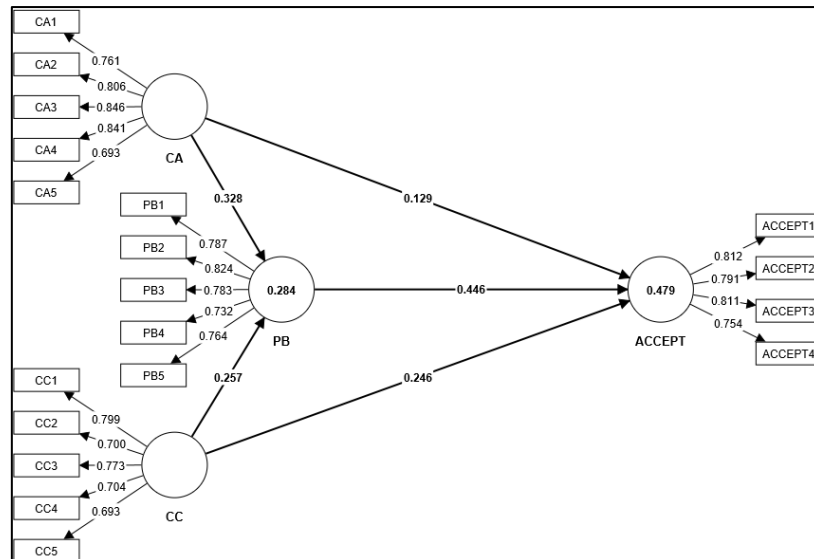 CA1
CA2
CA3
CA4
CA5
0.761
0.806
0.846
0.841
0.693
CA
0.328
0.129
PB1
PB2
PB3
PB4
PB5
0.787
0.824
0.783
0.732
0.764
0.284
PB
0.446
0.479
ACCEPT
0.812
0.791
0.811
0.754
ACCEPT1
ACCEPT2
ACCEPT3
ACCEPT4
0.257
0.246
CC1
CC2
CC3
CC4
CC5
0.799
0.700
0.773
0.704
0.693
CC